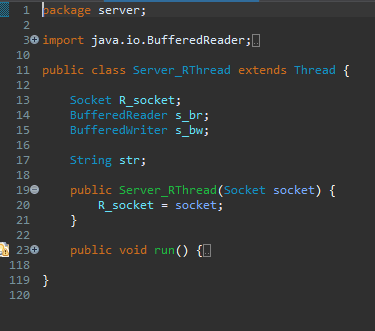 1 package server;
2
3 import java.io.BufferedReader;
10
11 public class Server_RThread extends Thread {
12
13 Socket R_socket;
14 BufferedReader s_br;
15 BufferedWriter s_bw;
16
17 String str;
18
19 public Server_RThread(Socket socket) {
20 R_socket = socket;
21 }
22
23 public void run() {
118
119 }
120